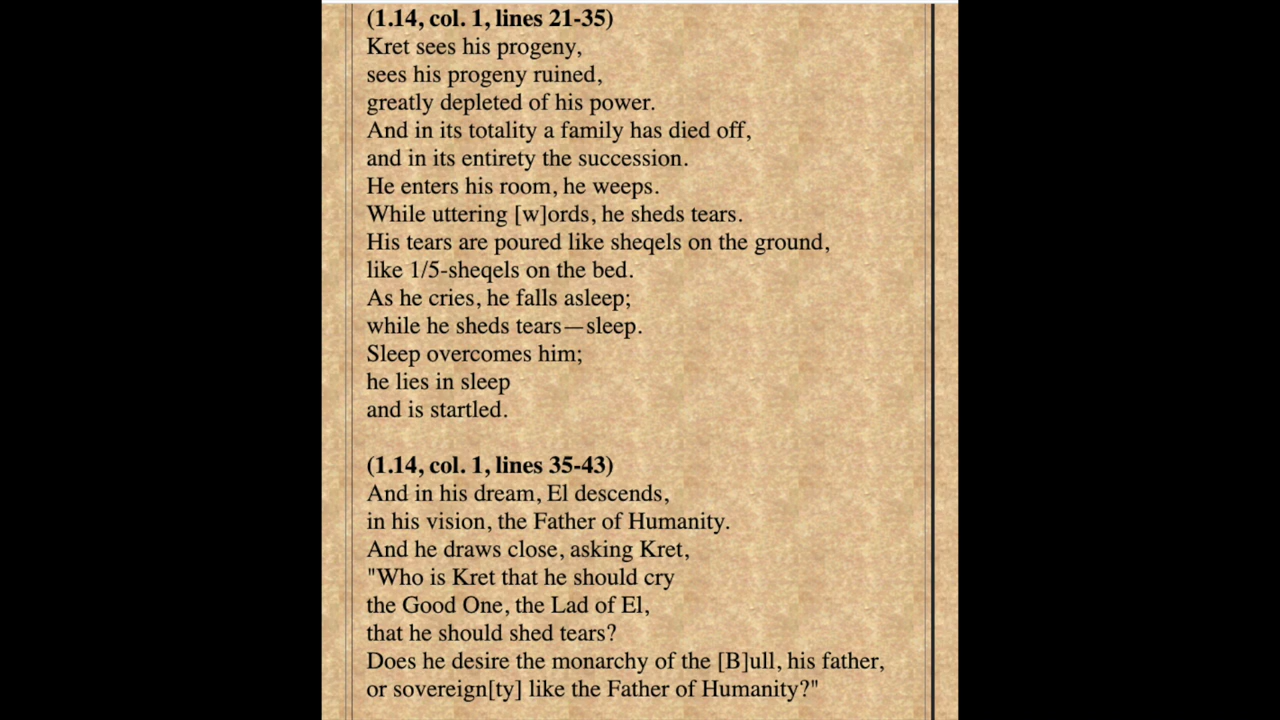 (1.14, col. 1, lines 21-35)
Kret sees his progeny,
sees his progeny ruined,
greatly depleted of his power.
And in its totality a family has died off,
and in its entirety the succession.
He enters his room, he weeps.
While uttering [w]ords, he sheds tears.
His tears are poured like sheqels on the ground,
like 1/5-sheqels on the bed.
As he cries, he falls asleep;
while he sheds tears—sleep.
Sleep overcomes him;
he lies in sleep
and is startled.
(1.14, col. 1, lines 35-43)
And in his dream, El descends,
in his vision, the Father of Humanity.
And he draws close, asking Kret,
"Who is Kret that he should cry
the Good One, the Lad of El,
that he should shed tears?
Does he desire the monarchy of the [B]ull, his father,
or sovereign[ty] like the Father of Humanity?"